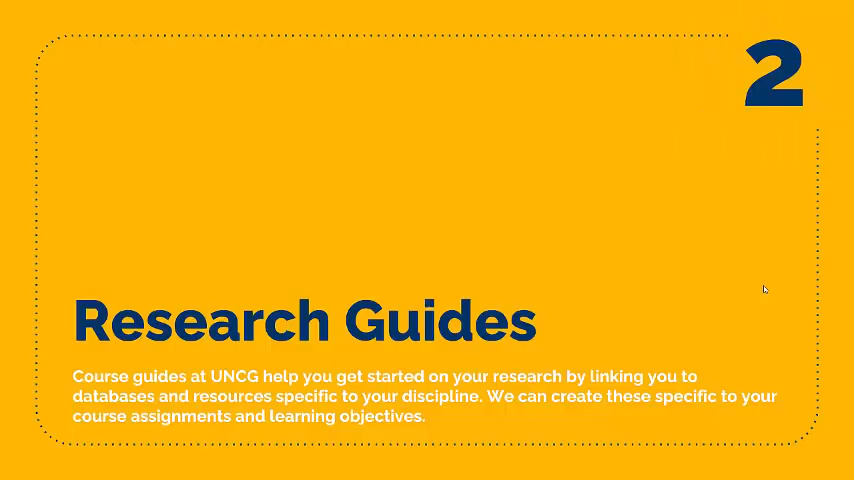 2
Research Guides
Course guides at UNCG help you get started on your research by linking you to
databases and resources specific to your discipline. We can create these specific to your
course assignments and learning objectives.